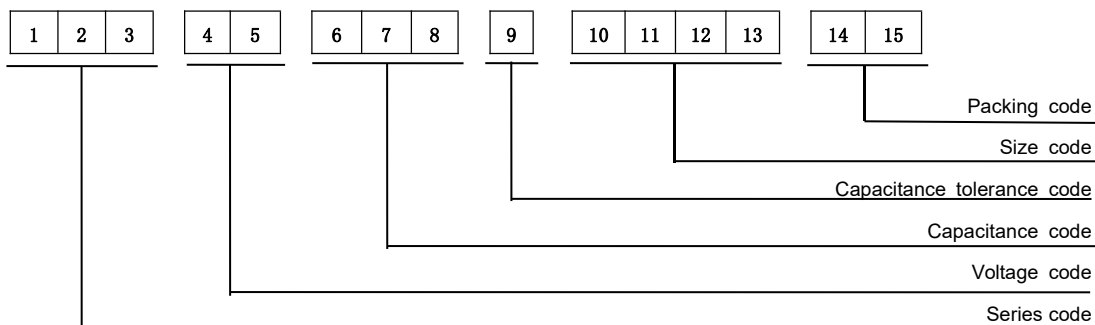 1 2 3 4 5 6 7 8 9 10 11 12 13 14 15
Packing code
Size code
Capacitance tolerance code
Capacitance code
Voltage code
Series code